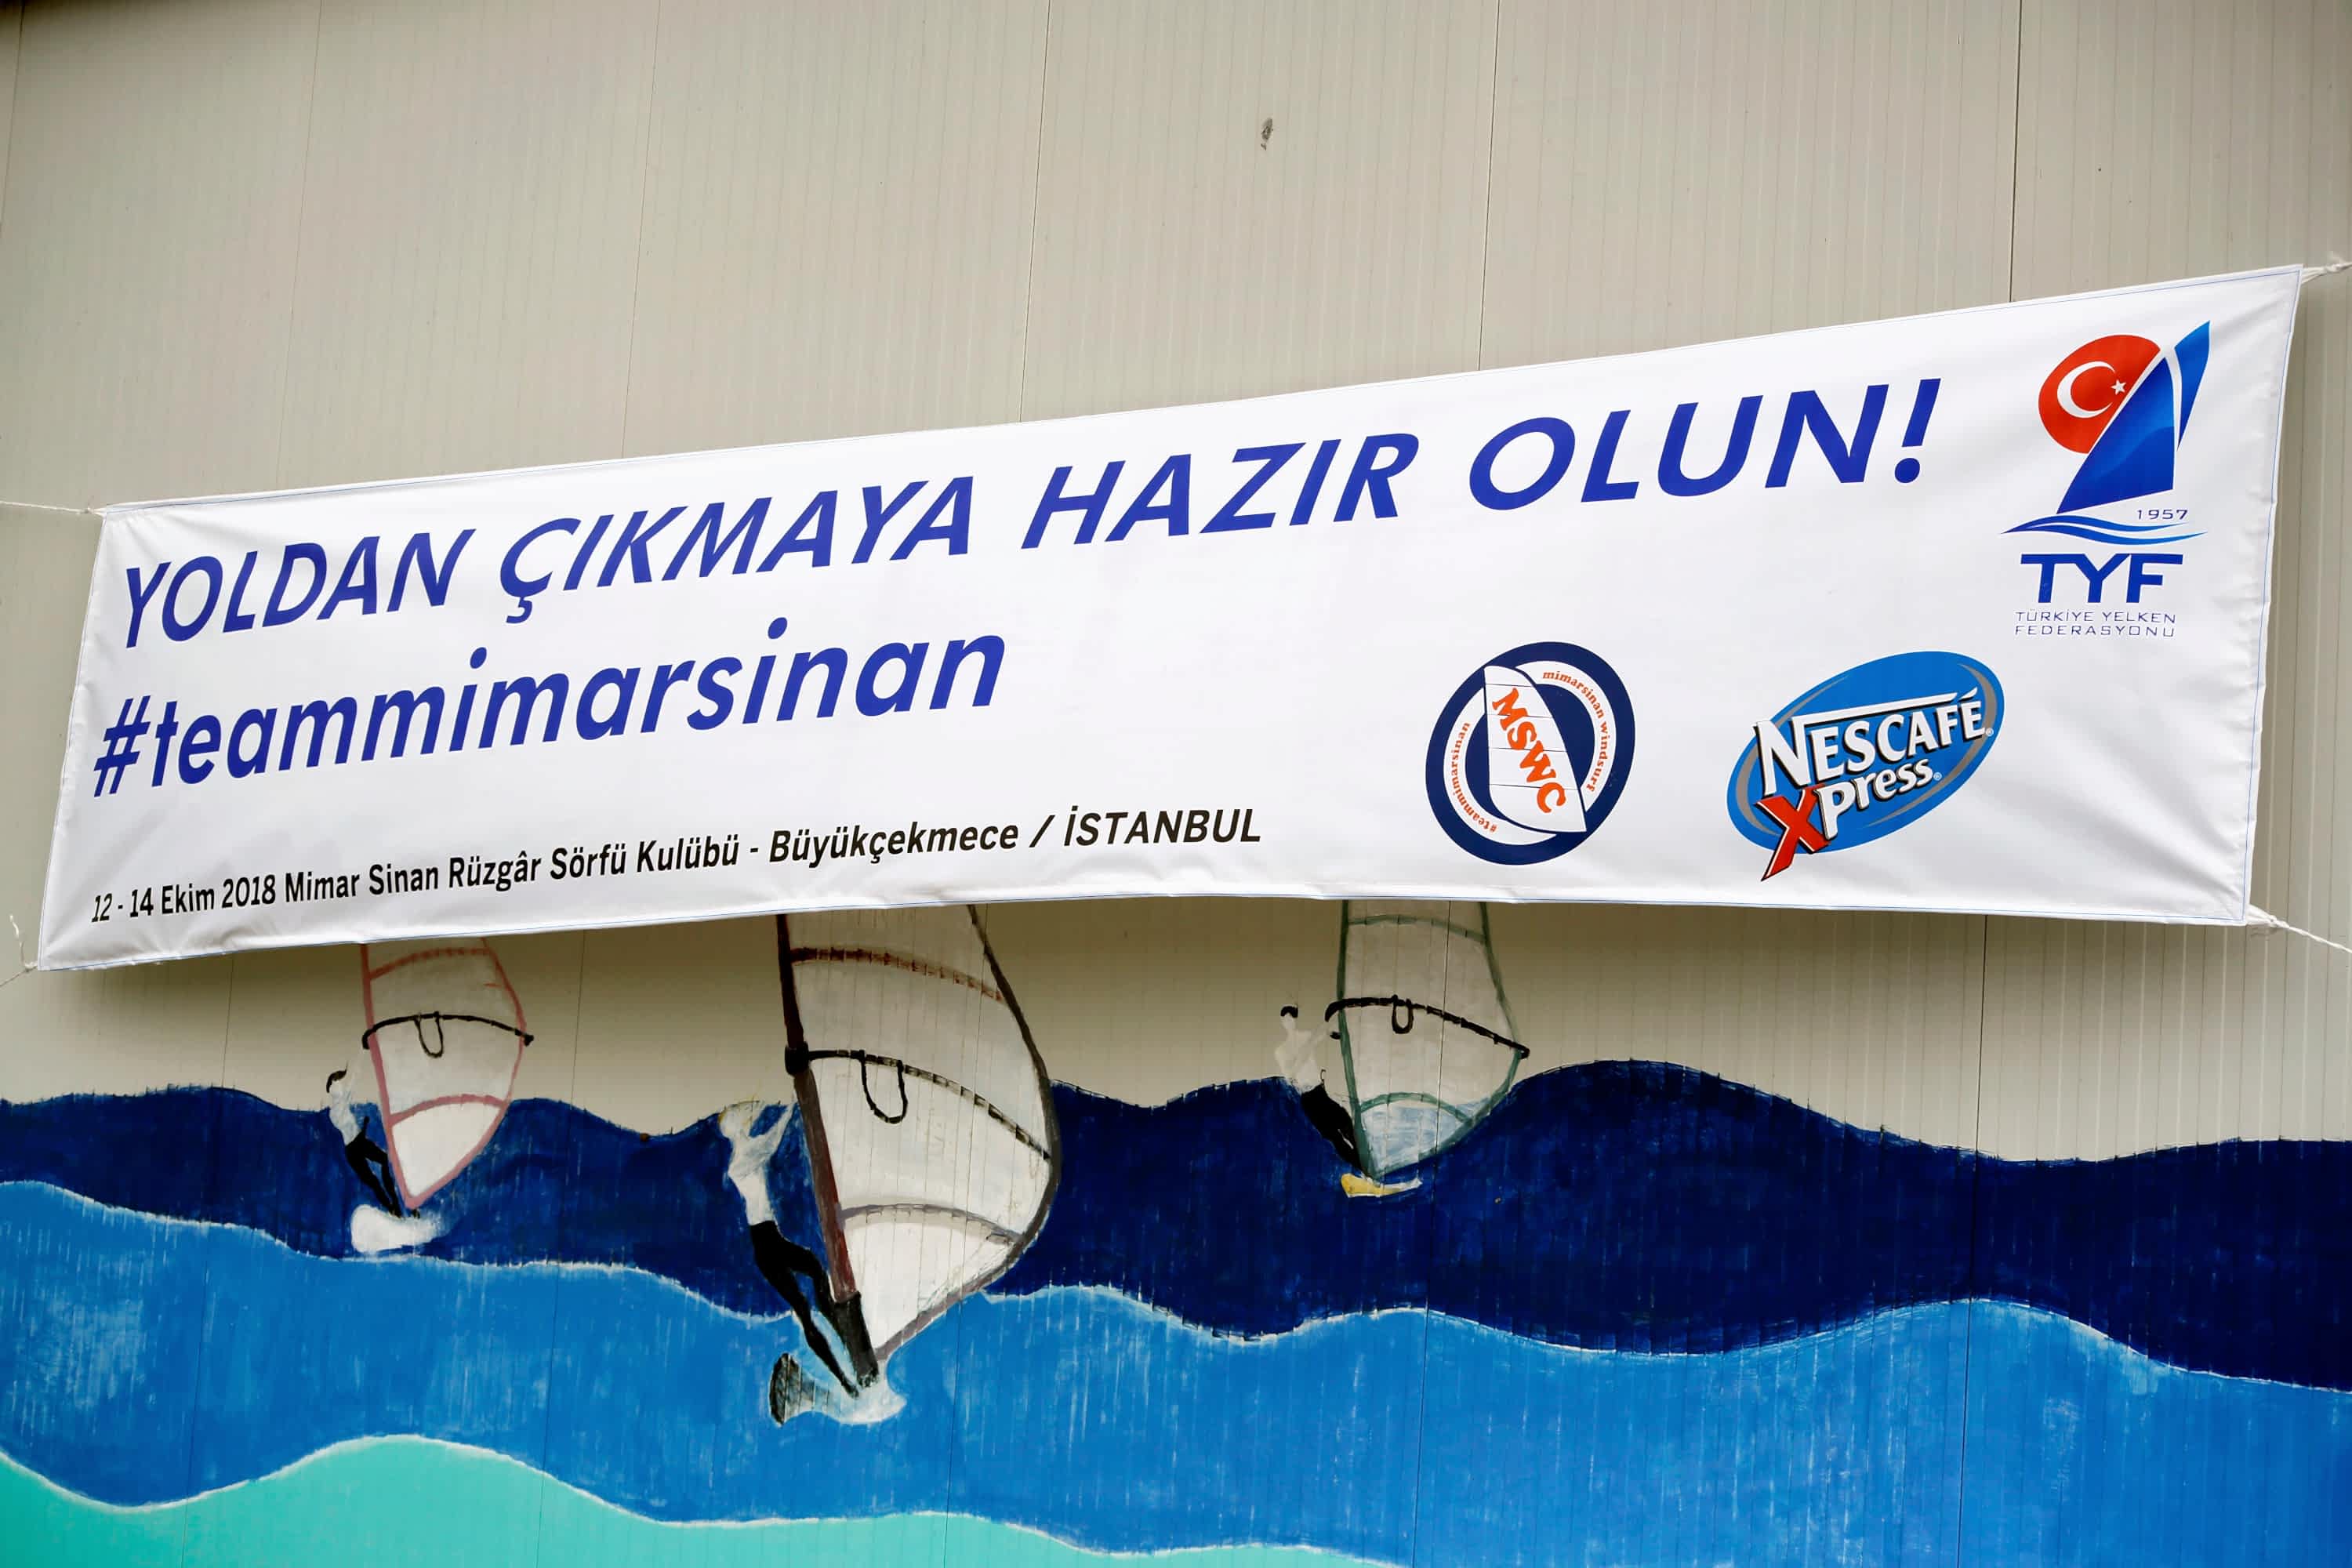 YOLDAN ÇIKMAYA HAZIR OLUN!
#teammimarsinan
12 - 14 Ekim 2018 Mimar Sinan Rüzgâr Sörfü Kulübü - Büyükçekmece / İSTANBUL
#teammimarsinan
MSWC
mimarsinan windsurf
NESCAFÉ®
Xpress®
1957
TYF
TÜRKİYE YELKEN
FEDERASYONU